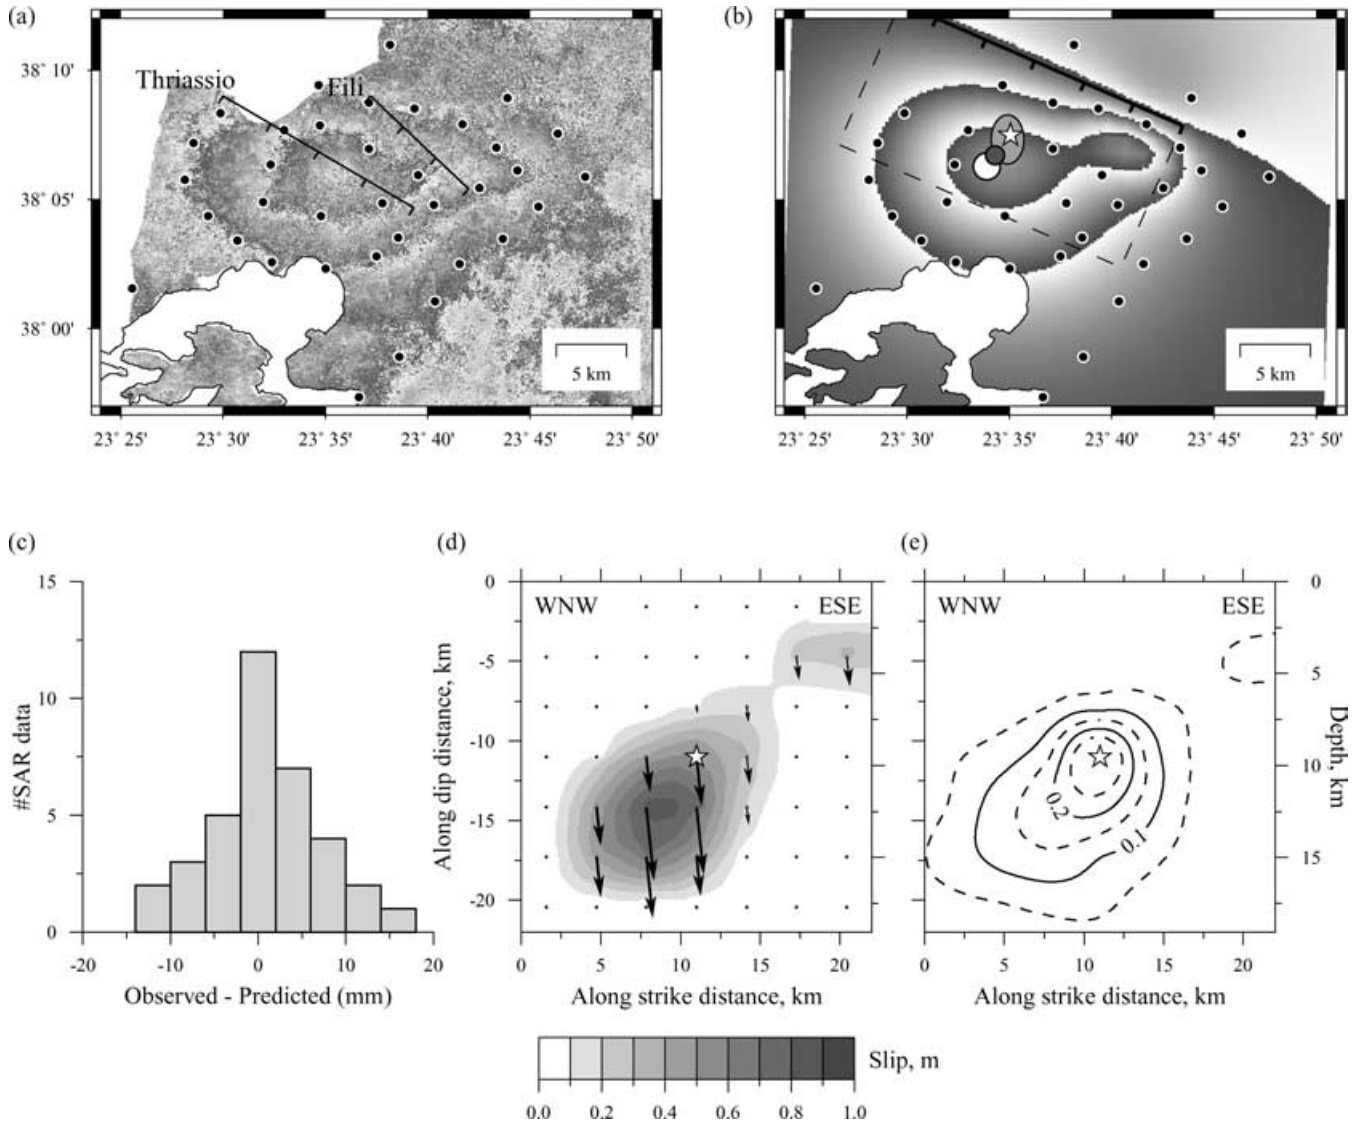 (a)
(b)
38° 10'
38° 05'
38° 00'
Thriassio
Fili
5 km
5 km
23° 25'
23° 30'
23° 35'
23° 40'
23° 45'
23° 50'
23° 25'
23° 30'
23° 35'
23° 40'
23° 45'
23° 50'
(c)
(d)
(e)
15
10
5
0
#SAR data
-20
-10
0
10
20
Observed - Predicted (mm)
0
-5
-10
-15
-20
Along dip distance, km
WNW
ESE
0
5
10
15
20
Along strike distance, km
WNW
ESE
0.2
0.1
0
5
10
15
Depth, km
0
5
10
15
20
Along strike distance, km
Slip, m
0.0
0.2
0.4
0.6
0.8
1.0